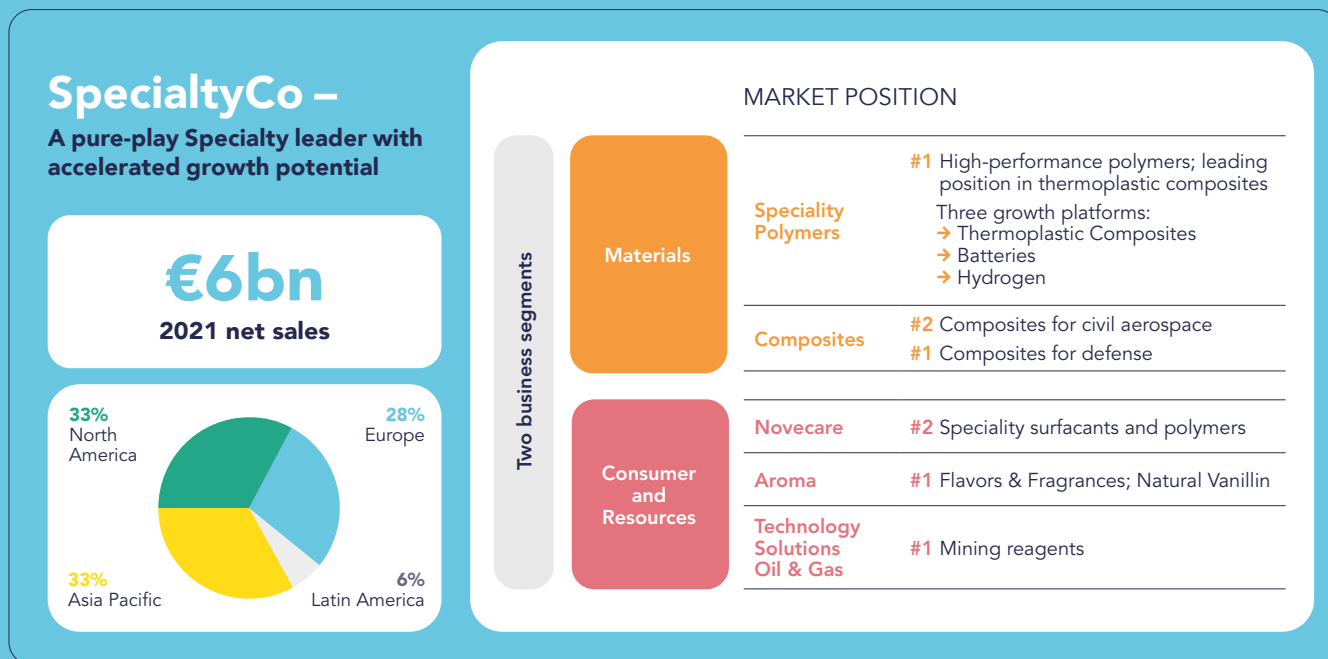 SpecialtyCo –
A pure-play Specialty leader with
accelerated growth potential
€6bn
2021 net sales
33%
North
America
28%
Europe
33%
Asia Pacific
6%
Latin America
Two business segments
MARKET POSITION
Materials
Speciality
Polymers
#1 High-performance polymers; leading
position in thermoplastic composites
Three growth platforms:
→ Thermoplastic Composites
→ Batteries
→ Hydrogen
Composites
#2 Composites for civil aerospace
#1 Composites for defense
Consumer
and
Resources
Novecare
#2 Speciality surfacants and polymers
Aroma
#1 Flavors & Fragrances; Natural Vanillin
Technology
Solutions
Oil & Gas
#1 Mining reagents